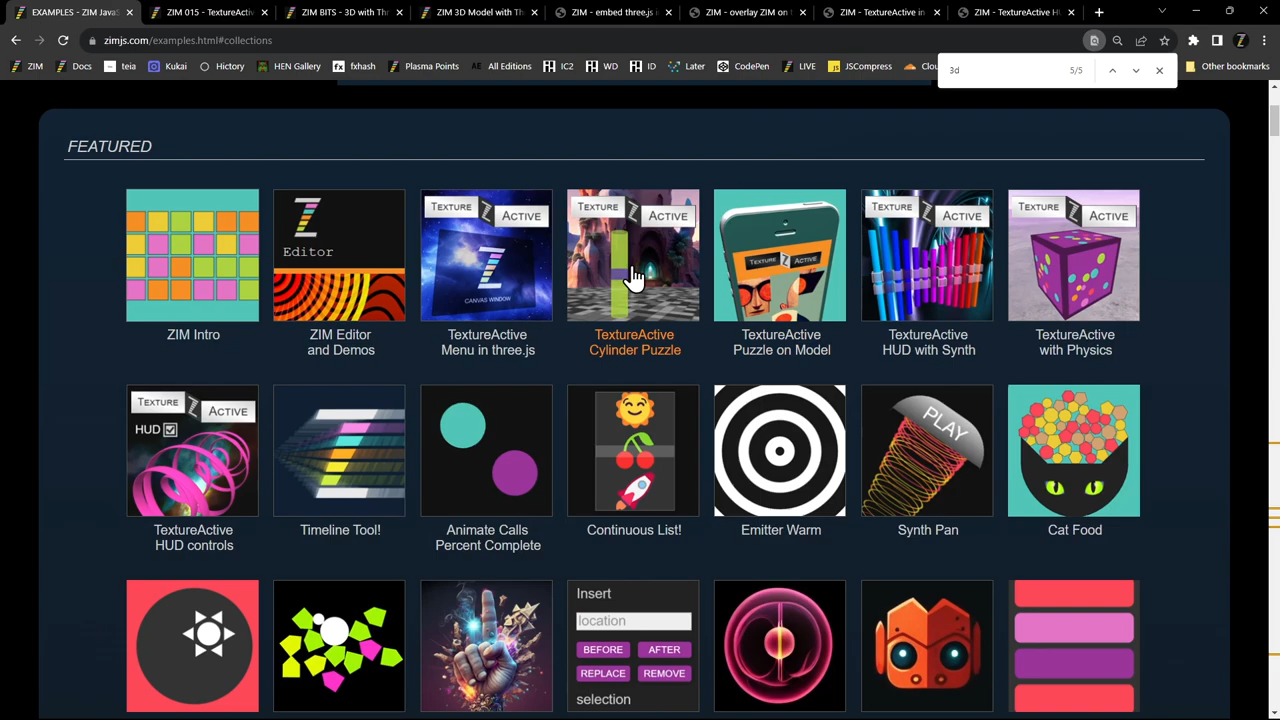 EXAMPLES - ZIM JavaS
ZIM 015 - TextureActiv
ZIM BITS - 3D with Thr
ZIM 3D Model with Th
ZIM - embed three.js i
ZIM - overlay ZIM on t
ZIM - TextureActive in
ZIM - TextureActive HU
zimjs.com/examples.html#collections
ZIM
Docs
teia
Kukai
Hictory
HEN Gallery
fxhash
Plasma Points
All Editions
IC2
WD
ID
Later
CodePen
LIVE
JSCompress
Clou
Other bookmarks
3d
5/5
FEATURED
Editor
TEXTURE ACTIVE
CANVAS WINDOW
TEXTURE ACTIVE
TEXTURE ACTIVE
TEXTURE ACTIVE
TEXTURE ACTIVE
ZIM Intro
ZIM Editor
and Demos
TextureActive
Menu in three.js
TextureActive
Cylinder Puzzle
TextureActive
Puzzle on Model
TextureActive
HUD with Synth
TextureActive
with Physics
TEXTURE ACTIVE
HUD
PLAY
TextureActive
HUD controls
Timeline Tool!
Animate Calls
Percent Complete
Continuous List!
Emitter Warm
Synth Pan
Cat Food
Insert
location
BEFORE AFTER
REPLACE REMOVE
selection